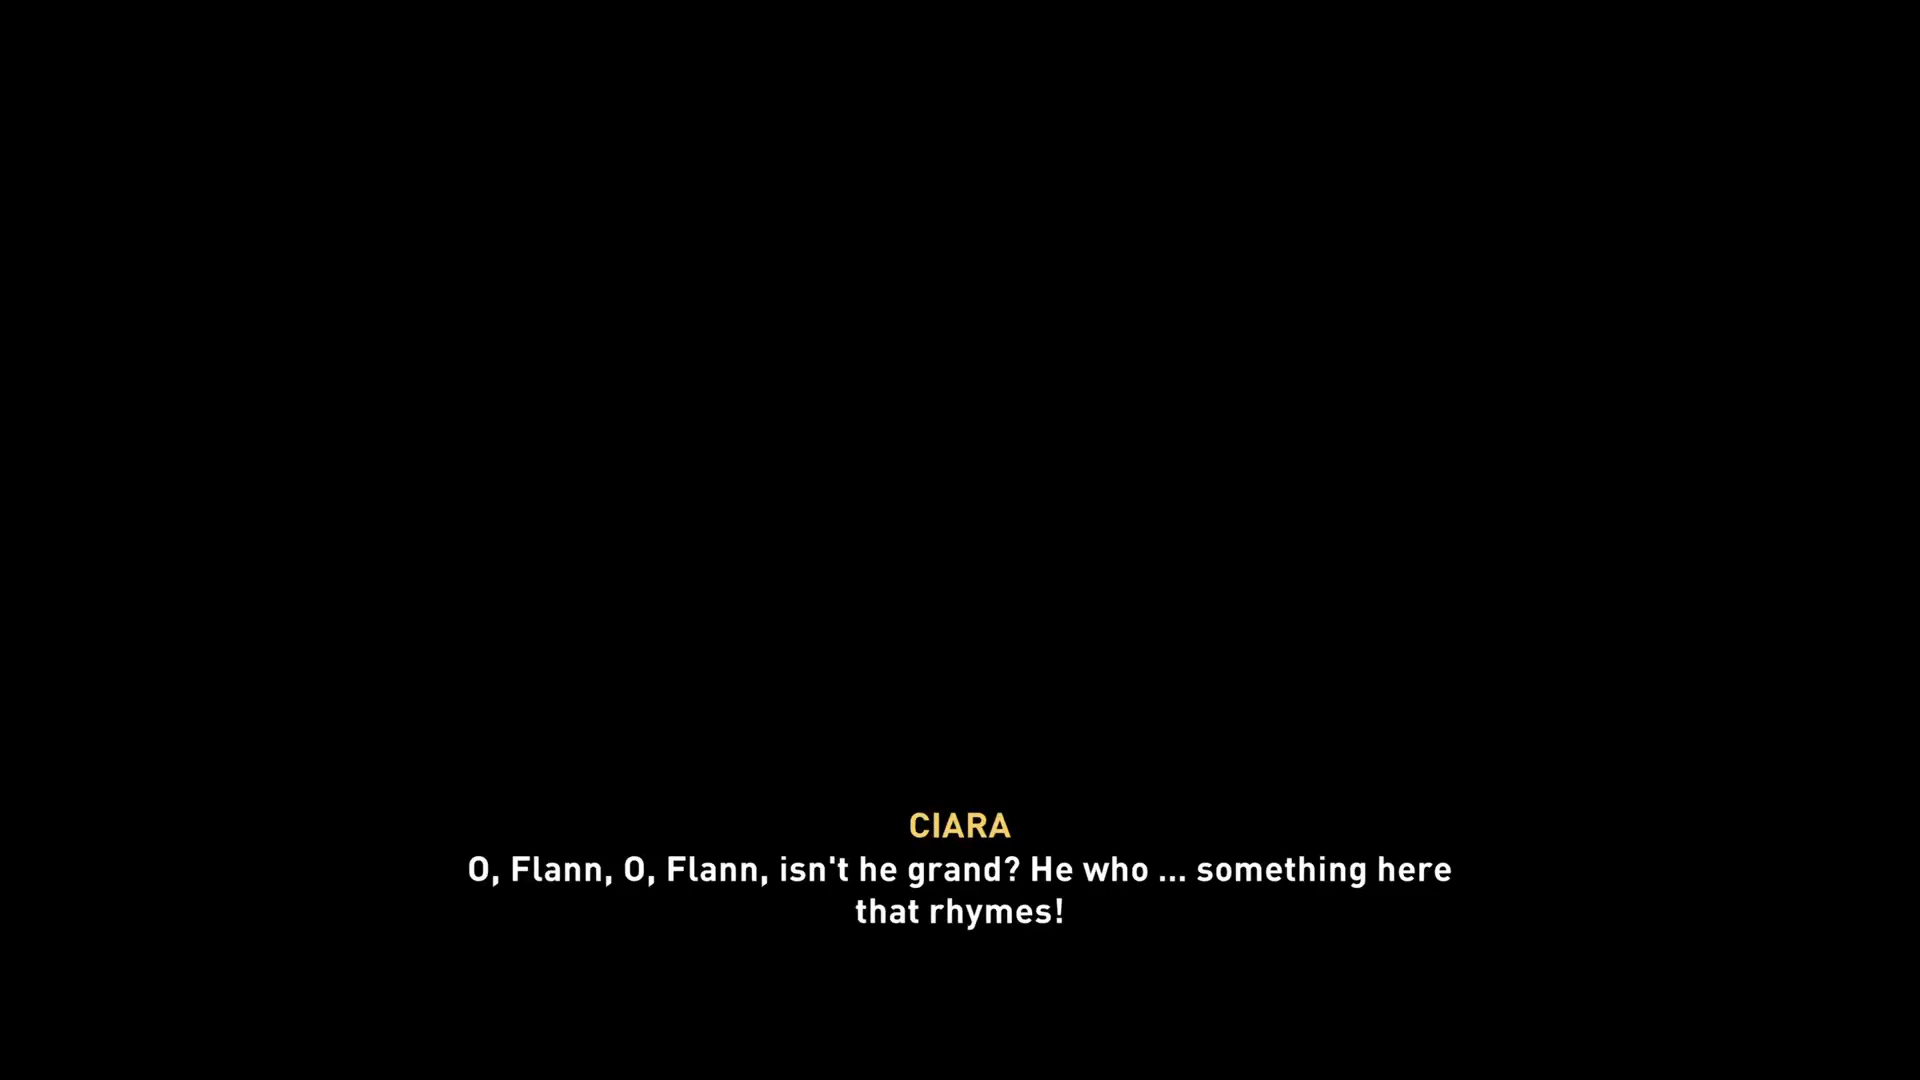 CIARA
O, Flann, O, Flann, isn't he grand? He who ... something here
that rhymes!